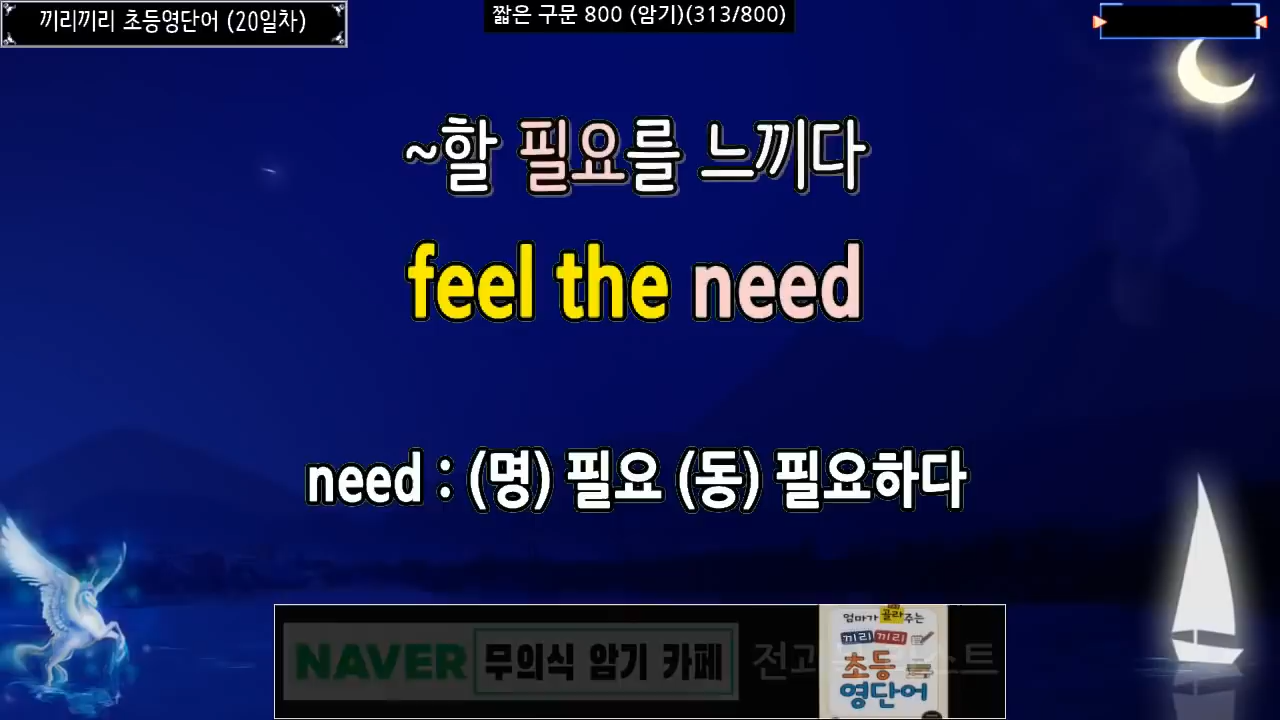 끼리끼리 초등영단어 (20일차)
짧은 구문 800 (암기)(313/800)
~할 필요를 느끼다
feel the need
need : (명) 필요 (동) 필요하다
NAVER 무의식 암기 카페
엄마가 골라주는
끼리끼리
초등
영단어